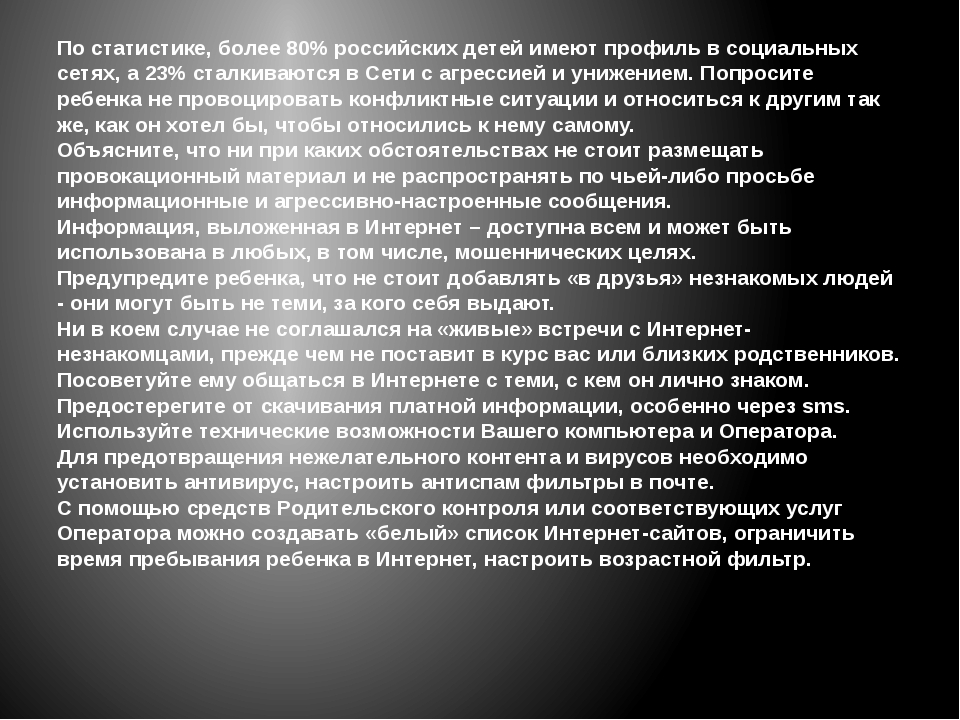 По статистике, более 80% российских детей имеют профиль в социальных
сетях, а 23% сталкиваются в Сети с агрессией и унижением. Попросите
ребенка не провоцировать конфликтные ситуации и относиться к другим так
же, как он хотел бы, чтобы относились к нему самому.
Объясните, что ни при каких обстоятельствах не стоит размещать
провокационный материал и не распространять по чьей-либо просьбе
информационные и агрессивно-настроенные сообщения.
Информация, выложенная в Интернет – доступна всем и может быть
использована в любых, в том числе, мошеннических целях.
Предупредите ребенка, что не стоит добавлять «в друзья» незнакомых людей
- они могут быть не теми, за кого себя выдают.
Ни в коем случае не соглашался на «живые» встречи с Интернет-
незнакомцами, прежде чем не поставит в курс вас или близких родственников.
Посоветуйте ему общаться в Интернете с теми, с кем он лично знаком.
Предостерегите от скачивания платной информации, особенно через sms.
Используйте технические возможности Вашего компьютера и Оператора.
Для предотвращения нежелательного контента и вирусов необходимо
установить антивирус, настроить антиспам фильтры в почте.
С помощью средств Родительского контроля или соответствующих услуг
Оператора можно создавать «белый» список Интернет-сайтов, ограничить
время пребывания ребенка в Интернет, настроить возрастной фильтр.